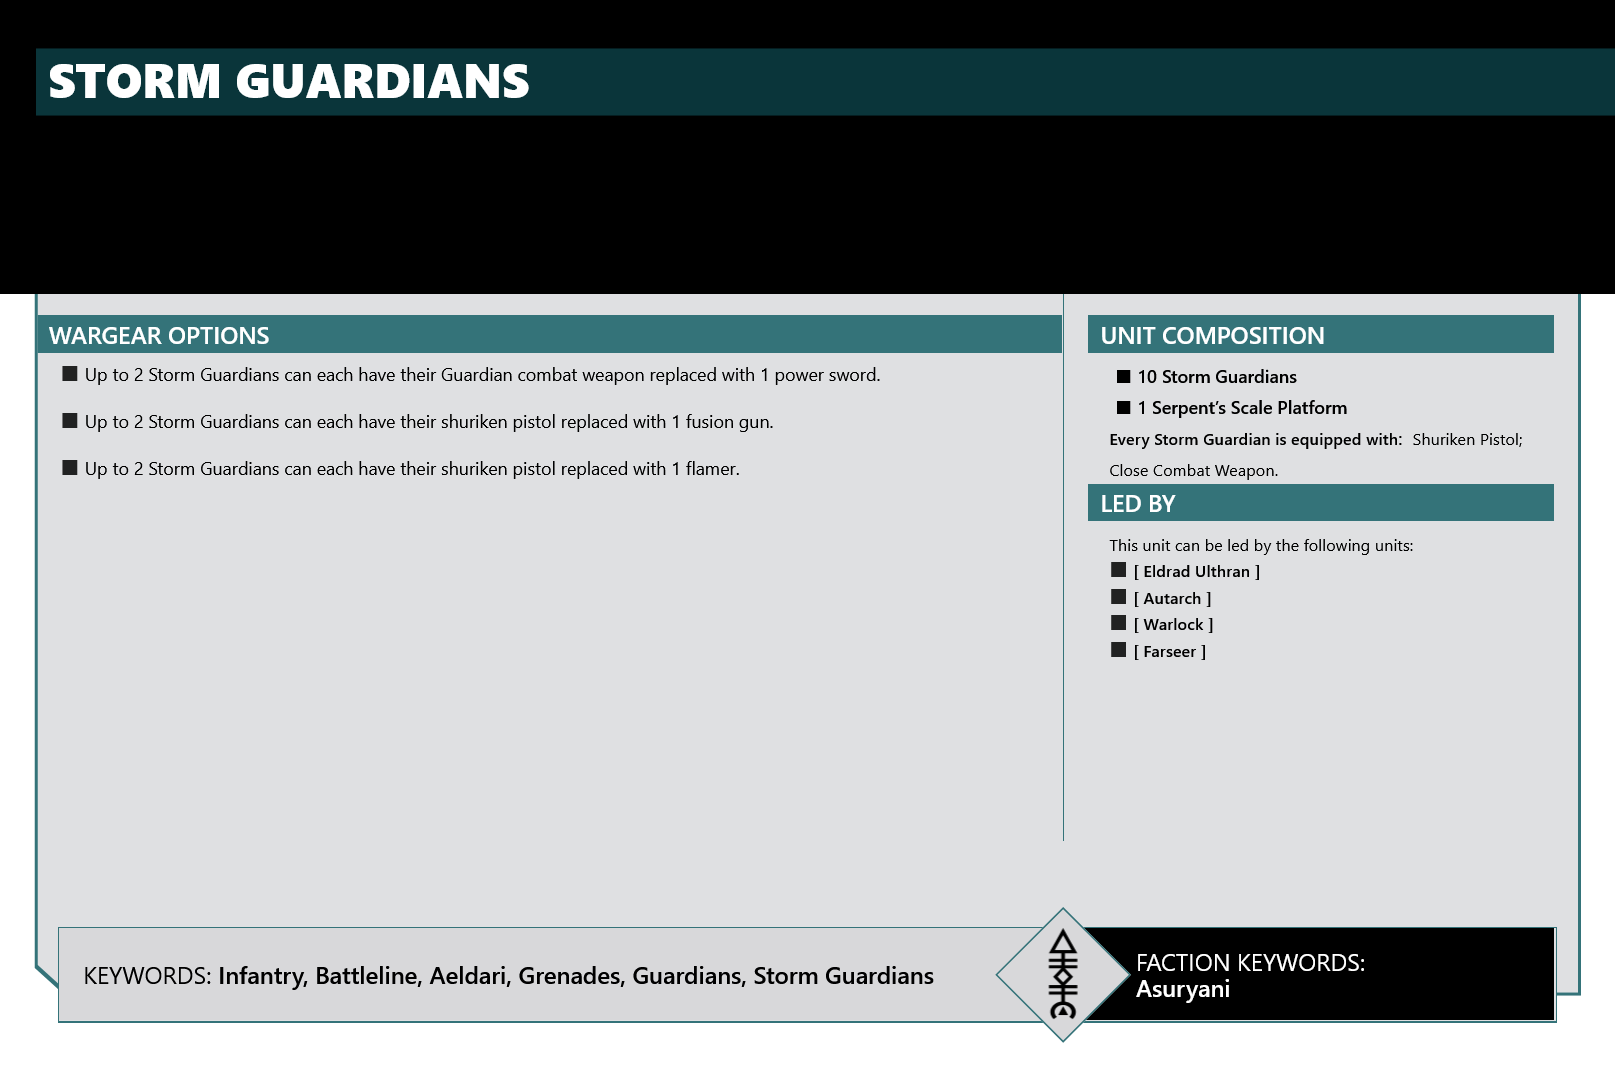 STORM GUARDIANS
WARGEAR OPTIONS
■ Up to 2 Storm Guardians can each have their Guardian combat weapon replaced with 1 power sword.
■ Up to 2 Storm Guardians can each have their shuriken pistol replaced with 1 fusion gun.
■ Up to 2 Storm Guardians can each have their shuriken pistol replaced with 1 flamer.
UNIT COMPOSITION
■ 10 Storm Guardians
■ 1 Serpent’s Scale Platform
Every Storm Guardian is equipped with: Shuriken Pistol;
Close Combat Weapon.
LED BY
This unit can be led by the following units:
■ [ Eldrad Ulthran ]
■ [ Autarch ]
■ [ Warlock ]
■ [ Farseer ]
KEYWORDS: Infantry, Battleline, Aeldari, Grenades, Guardians, Storm Guardians
FACTION KEYWORDS:
Asuryani